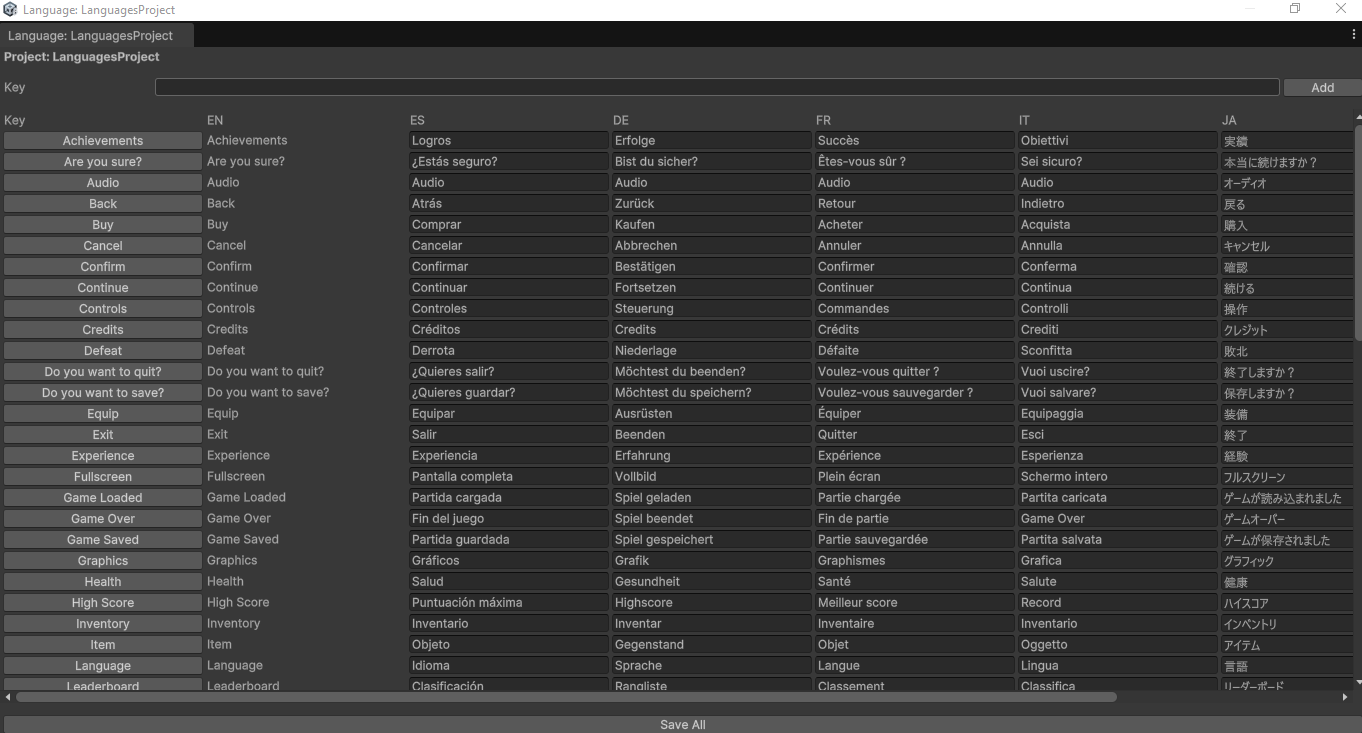 Language: LanguagesProject
Language: LanguagesProject
Project: LanguagesProject
Key Add
Key EN ES DE FR IT JA
Achievements Achievements Logros Erfolge Succès Obiettivi 実績
Are you sure? Are you sure? ¿Estás seguro? Bist du sicher? Êtes-vous sûr ? Sei sicuro? 本当に続けますか？
Audio Audio Audio Audio Audio Audio オーディオ
Back Back Atrás Zurück Retour Indietro 戻る
Buy Buy Comprar Kaufen Acheter Acquista 購入
Cancel Cancel Cancelar Abbrechen Annuler Annulla キャンセル
Confirm Confirm Confirmar Bestätigen Confirmer Conferma 確認
Continue Continue Continuar Fortsetzen Continuer Continua 続ける
Controls Controls Controles Steuerung Commandes Controlli 操作
Credits Credits Créditos Credits Crédits Crediti クレジット
Defeat Defeat Derrota Niederlage Défaite Sconfitta 敗北
Do you want to quit? Do you want to quit? ¿Quieres salir? Möchtest du beenden? Voulez-vous quitter ? Vuoi uscire? 終了しますか？
Do you want to save? Do you want to save? ¿Quieres guardar? Möchtest du speichern? Voulez-vous sauvegarder ? Vuoi salvare? 保存しますか？
Equip Equip Equipar Ausrüsten Équiper Equipaggia 装備
Exit Exit Salir Beenden Quitter Esci 終了
Experience Experience Experiencia Erfahrung Expérience Esperienza 経験
Fullscreen Fullscreen Pantalla completa Vollbild Plein écran Schermo intero フルスクリーン
Game Loaded Game Loaded Partida cargada Spiel geladen Partie chargée Partita caricata ゲームが読み込まれました
Game Over Game Over Fin del juego Spiel beendet Fin de partie Game Over ゲームオーバー
Game Saved Game Saved Partida guardada Spiel gespeichert Partie sauvegardée Partita salvata ゲームが保存されました
Graphics Graphics Gráficos Grafik Graphismes Grafica グラフィック
Health Health Salud Gesundheit Santé Salute 健康
High Score High Score Puntuación máxima Highscore Meilleur score Record ハイスコア
Inventory Inventory Inventario Inventar Inventaire Inventario インベントリ
Item Item Objeto Gegenstand Objet Oggetto アイテム
Language Language Idioma Sprache Langue Lingua 言語
Leaderboard Leaderboard Clasificación Rangliste Classement Classifica リーダーボード
Save All